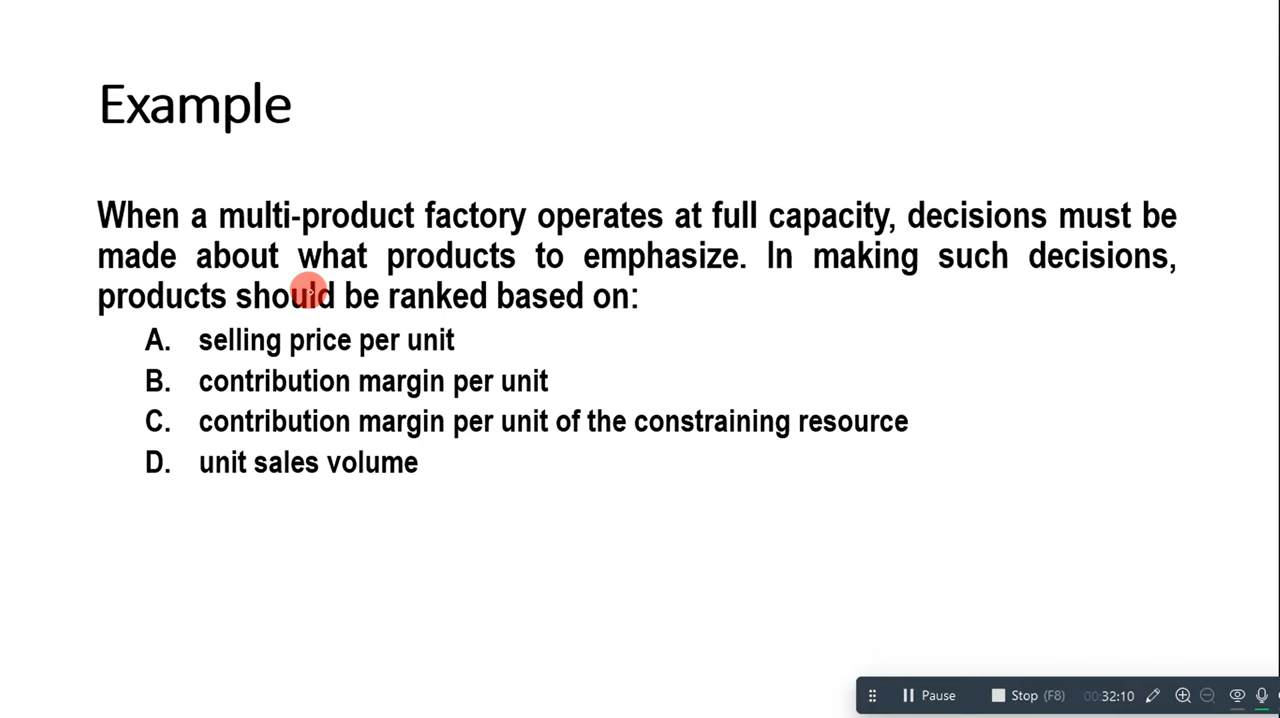 Example
When a multi-product factory operates at full capacity, decisions must be
made about what products to emphasize. In making such decisions,
products should be ranked based on:
A. selling price per unit
B. contribution margin per unit
C. contribution margin per unit of the constraining resource
D. unit sales volume
Pause Stop (F8) 00:32:10